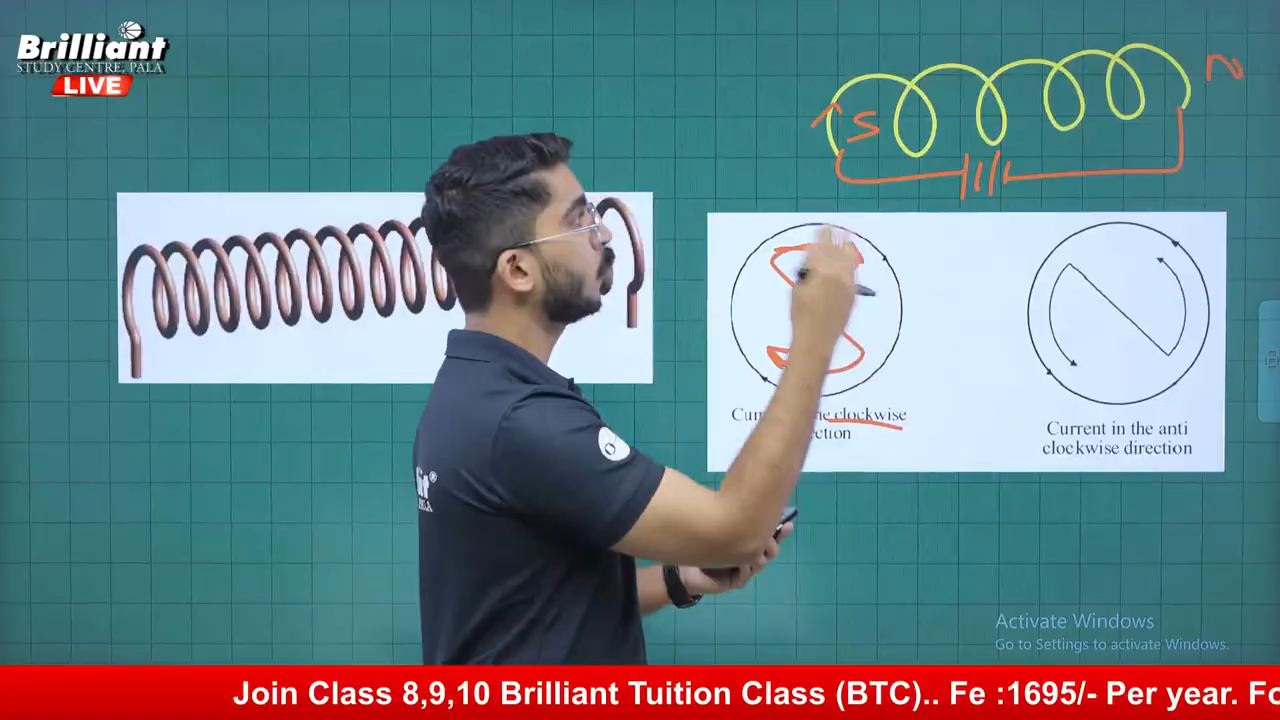 Brilliant
STUDY CENTRE, PALA
LIVE
N
S
clockwise
Current in the anti
clockwise direction
PALA
Activate Windows
Go to Settings to activate Windows.
Join Class 8,9,10 Brilliant Tuition Class (BTC).. Fe :1695/- Per year. Fo